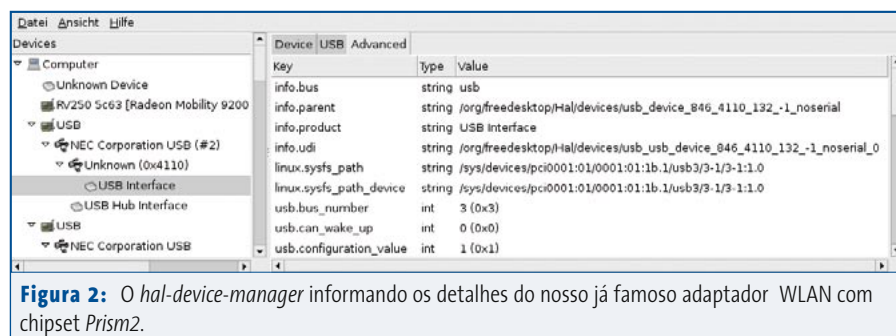 Datei Ansicht Hilfe
Devices
Computer
Unknown Device
RV250 5c63 [Radeon Mobility 9200
USB
NEC Corporation USB (#2)
Unknown (0x4110)
USB Interface
USB Hub Interface
USB
NEC Corporation USB
Device USB Advanced
Key Type Value
info.bus string usb
info.parent string /org/freedesktop/Hal/devices/usb_device_846_4110_132_-1_noserial
info.product string USB Interface
info.udi string /org/freedesktop/Hal/devices/usb_usb_device_846_4110_132_-1_noserial_0
linux.sysfs_path string /sys/devices/pci0001:01/0001:01:1b.1/usb3/3-1/3-1:1.0
linux.sysfs_path_device string /sys/devices/pci0001:01/0001:01:1b.1/usb3/3-1/3-1:1.0
usb.bus_number int 3 (0x3)
usb.can_wake_up int 0 (0x0)
usb.configuration_value int 1 (0x1)
Figura 2: O hal-device-manager informando os detalhes do nosso já famoso adaptador WLAN com
chipset Prism2.